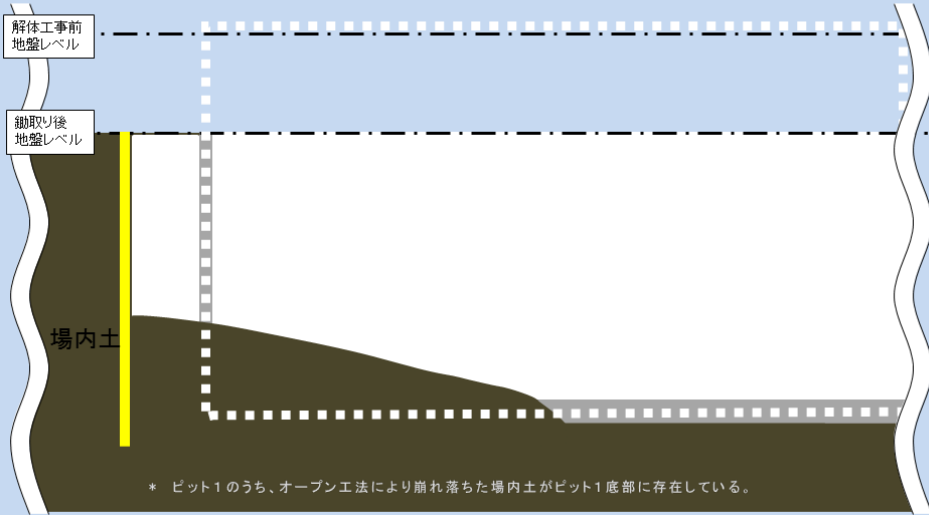 解体工事前
地盤レベル
鋤取り後
地盤レベル
場内土
* ピット1のうち、オープン工法により崩れ落ちた場内土がピット1底部に存在している。